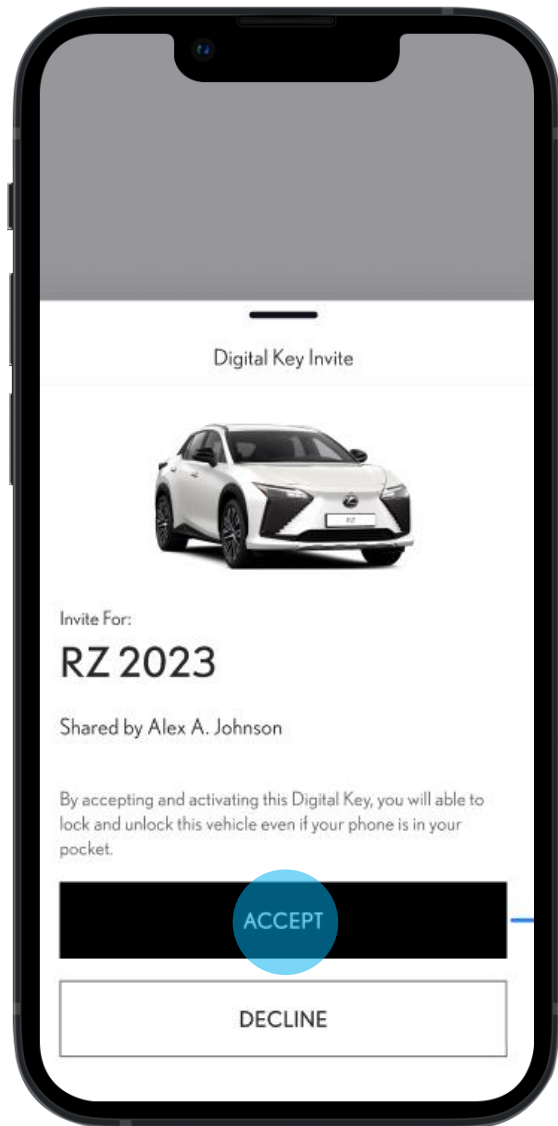 Digital Key Invite
RZ
Invite For:
RZ 2023
Shared by Alex A. Johnson
By accepting and activating this Digital Key, you will able to
lock and unlock this vehicle even if your phone is in your
pocket.
ACCEPT
DECLINE